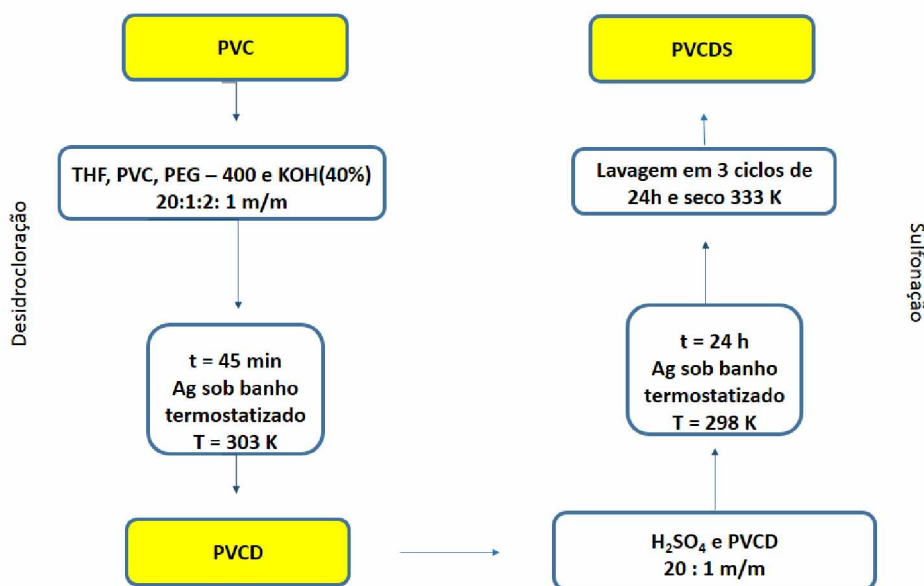 PVC
THF, PVC, PEG – 400 e KOH(40%)
20:1:2: 1 m/m
Desidrocloração
t = 45 min
Ag sob banho
termostatizado
T = 303 K
PVCD
H₂SO₄ e PVCD
20 : 1 m/m
t = 24 h
Ag sob banho
termostatizado
T = 298 K
Sulfonação
Lavagem em 3 ciclos de
24h e seco 333 K
PVCDS